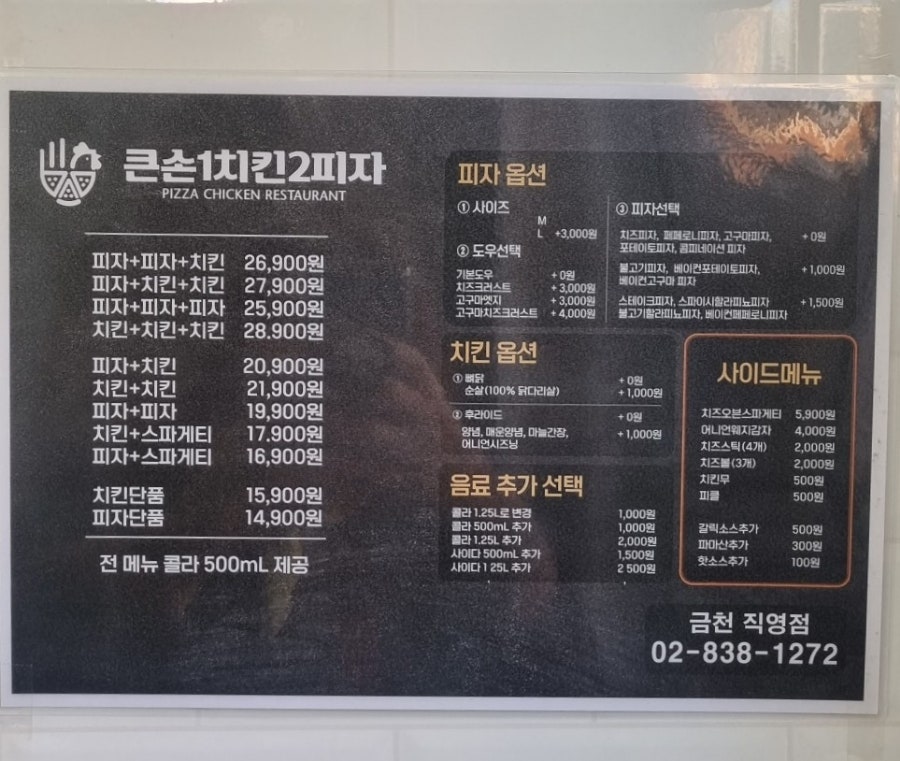 큰손1치킨2피자
PIZZA CHICKEN RESTAURANT
피자+피자+치킨 26,900원
피자+치킨+치킨 27,900원
피자+피자+피자 25,900원
치킨+치킨+치킨 28.900원
피자+치킨 20,900원
치킨+치킨 21,900원
피자+피자 19,900원
치킨+스파게티 17.900원
피자+스파게티 16,900원
치킨단품 15,900원
피자단품 14,900원
전 메뉴 콜라 500mL 제공
피자 옵션
① 사이즈
M
L +3,000원
② 도우선택
기본도우 +0원
치즈크러스트 +3,000원
고구마엣지 +3,000원
고구마치즈크러스트 +4,000원
③ 피자선택
치즈피자, 페페로니피자, 고구마피자, +0원
포테이토피자, 콤피네이션 피자
불고기피자, 베이컨포테이토피자, +1,000원
베이컨고구마 피자
스테이크피자, 스파이시할라피뇨피자 +1,500원
불고기할라피뇨피자, 베이컨페페로니피자
치킨 옵션
① 뼈닭 +0원
순살(100% 닭다리살) +1,000원
② 후라이드 +0원
양념, 매운양념, 마늘간장, +1,000원
어니언시즈닝
음료 추가 선택
콜라 1.25L로 변경 1,000원
콜라 500mL 추가 1,000원
콜라 1.25L 추가 2,000원
사이다 500mL 추가 1,500원
사이다 1 25L 추가 2 500원
사이드메뉴
치즈오븐스파게티 5,900원
어니언웨지감자 4,000원
치즈스틱(4개) 2,000원
치즈볼(3개) 2,000원
치킨무 500원
피클 500원
갈릭소스추가 500원
파마산추가 300원
핫소스추가 100원
금천 직영점
02-838-1272